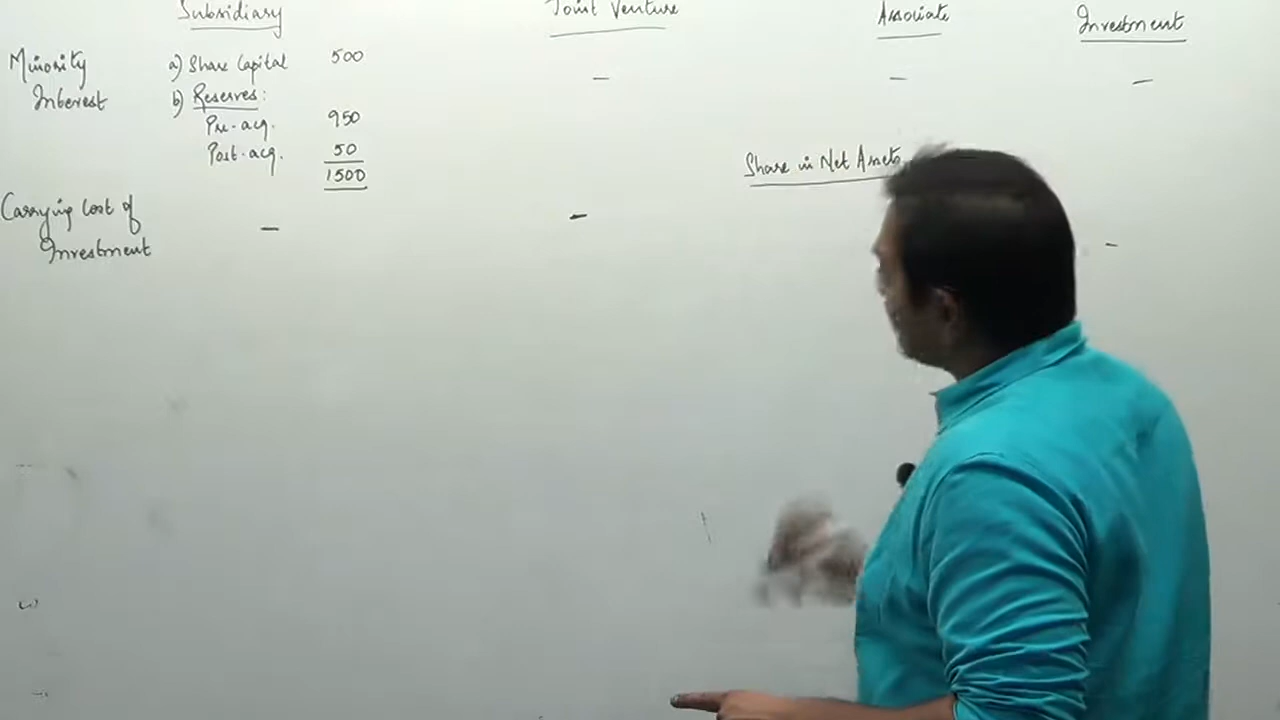 Subsidiary Joint Venture Associate Investment
Minority a) Share Capital 500 – – –
Interest b) Reserves:
Pre-acq. 950
Post-acq. 50
1500
Share in Net Assets
Carrying Cost of – – –
Investment